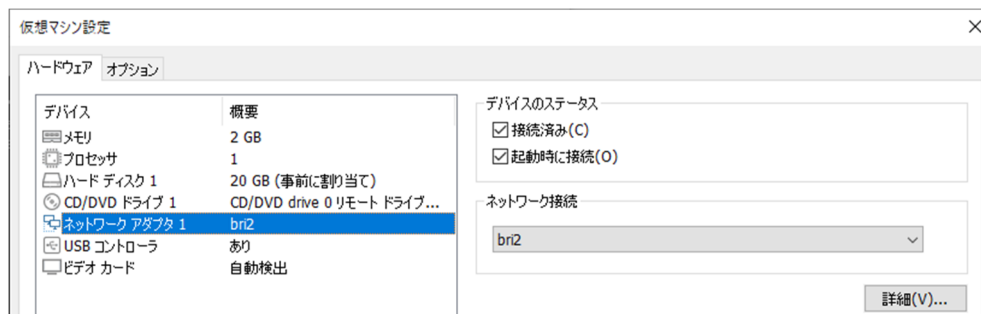 仮想マシン設定
ハードウェア オプション
デバイス 概要
メモリ 2 GB
プロセッサ 1
ハード ディスク 1 20 GB (事前に割り当て)
CD/DVD ドライブ 1 CD/DVD drive 0 リモート ドライブ...
ネットワーク アダプタ 1 bri2
USB コントローラ あり
ビデオ カード 自動検出
デバイスのステータス
接続済み(C)
起動時に接続(O)
ネットワーク接続
bri2
詳細(V)...